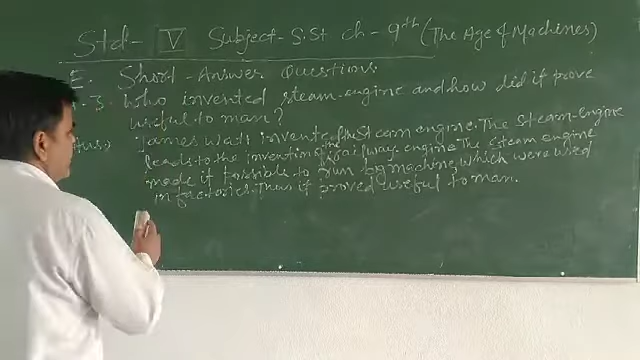 Std- V Subject- S.St ch- 9th (The Age of Machines)
E. Short-Answer Questions
3. Who invented steam-engine and how did it prove
useful to man?
Ans:) James Watt invented the steam engine. The steam-engine
leads to the invention of the railway engine. The steam engine
made it possible to run big machine, which were used
in factories. Thus it proved useful to man.